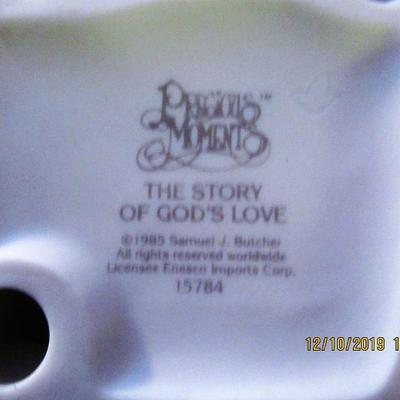 PRECIOUS™
MOMENTS
THE STORY
OF GOD'S LOVE
©1985 Samuel J. Butcher
All rights reserved worldwide
Licensee Enesco Imports Corp.
15784
12/10/2019 1